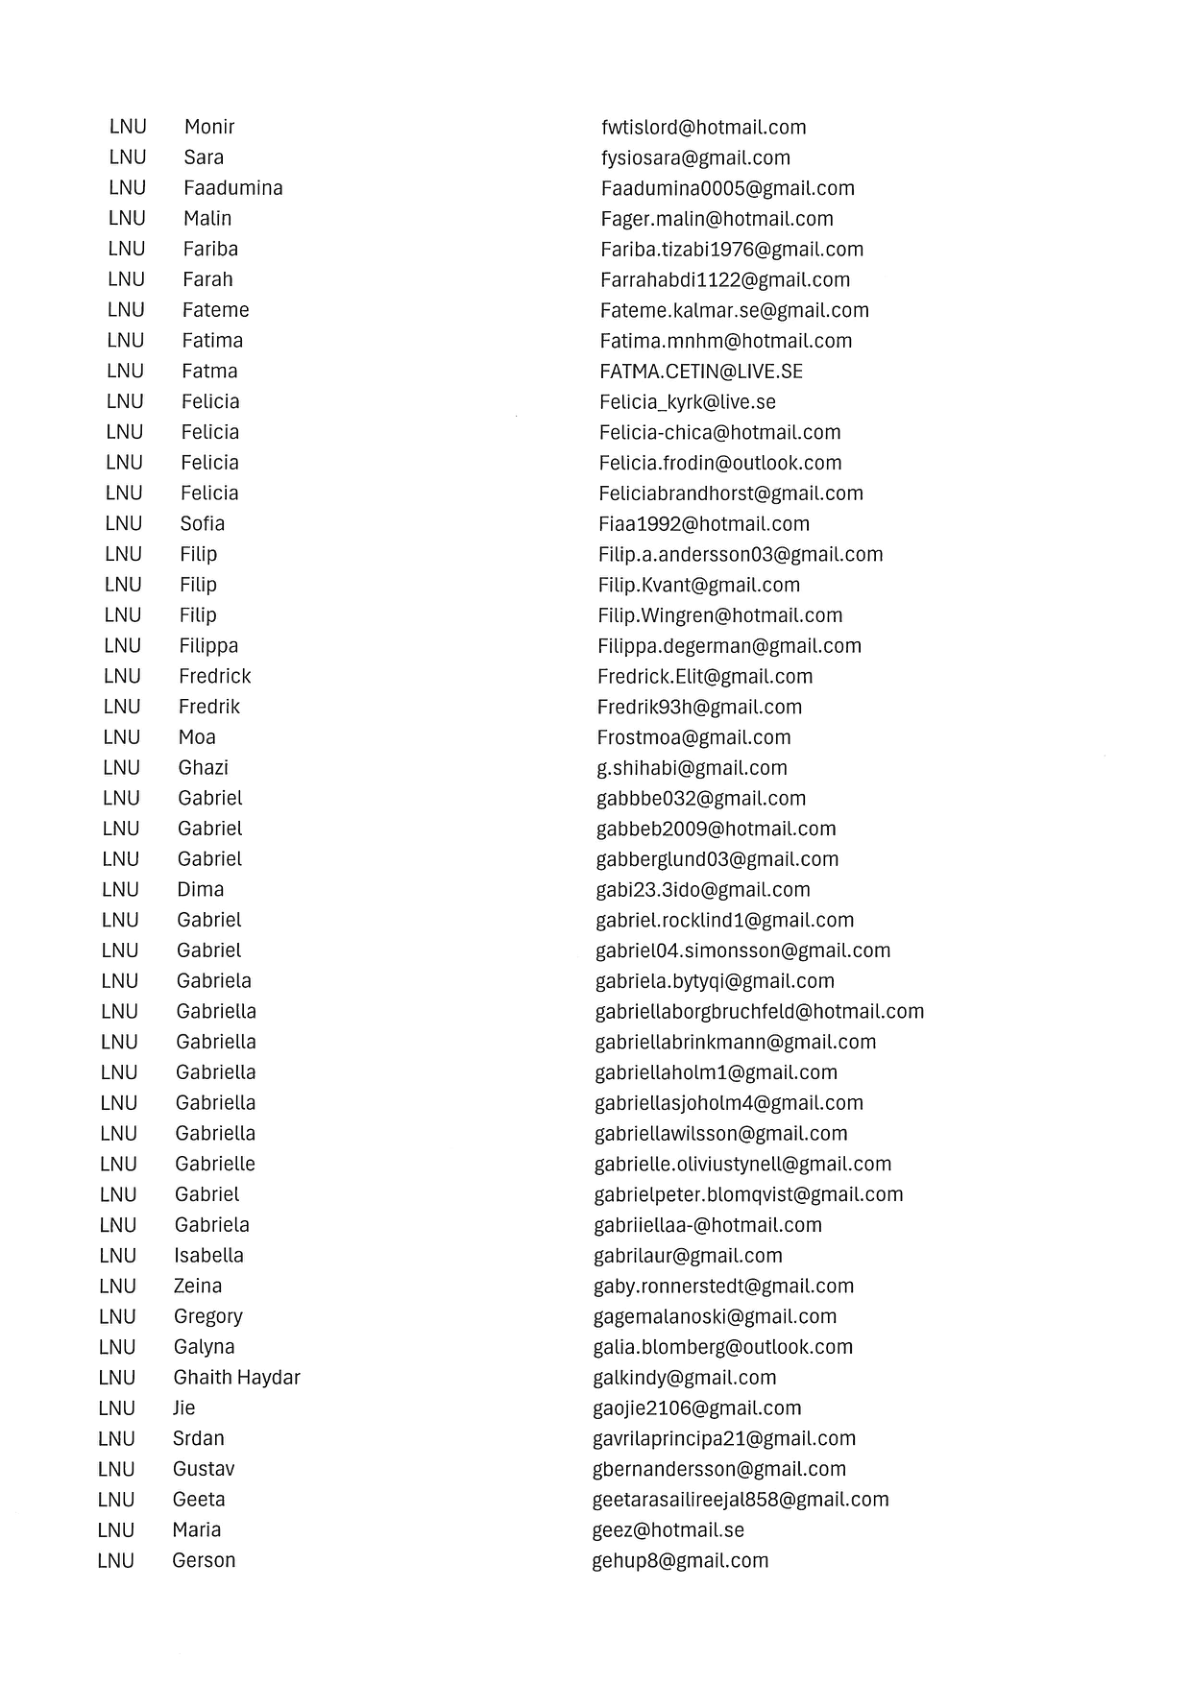 LNU Monir fwtislord@hotmail.com
LNU Sara fysiosara@gmail.com
LNU Faadumina Faadumina0005@gmail.com
LNU Malin Fager.malin@hotmail.com
LNU Fariba Fariba.tizabi1976@gmail.com
LNU Farah Farrahabdi1122@gmail.com
LNU Fateme Fateme.kalmar.se@gmail.com
LNU Fatima Fatima.mnhm@hotmail.com
LNU Fatma FATMA.CETIN@LIVE.SE
LNU Felicia Felicia_kyrk@live.se
LNU Felicia Felicia-chica@hotmail.com
LNU Felicia Felicia.frodin@outlook.com
LNU Felicia Feliciabrandhorst@gmail.com
LNU Sofia Fiaa1992@hotmail.com
LNU Filip Filip.a.andersson03@gmail.com
LNU Filip Filip.Kvant@gmail.com
LNU Filip Filip.Wingren@hotmail.com
LNU Filippa Filippa.degerman@gmail.com
LNU Fredrick Fredrick.Elit@gmail.com
LNU Fredrik Fredrik93h@gmail.com
LNU Moa Frostmoa@gmail.com
LNU Ghazi g.shihabi@gmail.com
LNU Gabriel gabbbe032@gmail.com
LNU Gabriel gabbeb2009@hotmail.com
LNU Gabriel gabberglund03@gmail.com
LNU Dima gabi23.3ido@gmail.com
LNU Gabriel gabriel.rocklind1@gmail.com
LNU Gabriel gabriel04.simonsson@gmail.com
LNU Gabriela gabriela.bytyqi@gmail.com
LNU Gabriella gabriellaborgbruchfeld@hotmail.com
LNU Gabriella gabriellabrinkmann@gmail.com
LNU Gabriella gabriellaholm1@gmail.com
LNU Gabriella gabriellasjoholm4@gmail.com
LNU Gabriella gabriellawilsson@gmail.com
LNU Gabrielle gabrielle.oliviustynell@gmail.com
LNU Gabriel gabrielpeter.blomqvist@gmail.com
LNU Gabriela gabriiellaa-@hotmail.com
LNU Isabella gabrilaur@gmail.com
LNU Zeina gaby.ronnerstedt@gmail.com
LNU Gregory gagemalanoski@gmail.com
LNU Galyna galia.blomberg@outlook.com
LNU Ghaith Haydar galkindy@gmail.com
LNU Jie gaojie2106@gmail.com
LNU Srdan gavrilaprincipa21@gmail.com
LNU Gustav gbernandersson@gmail.com
LNU Geeta geetarasailireejal858@gmail.com
LNU Maria geez@hotmail.se
LNU Gerson gehup8@gmail.com